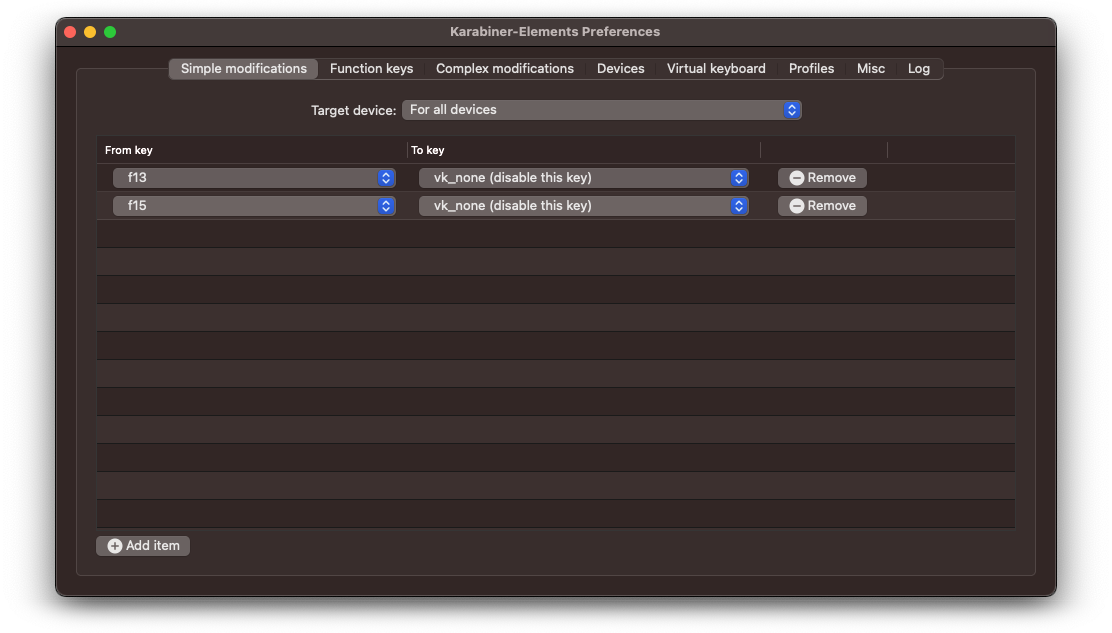 Karabiner-Elements Preferences
Simple modifications Function keys Complex modifications Devices Virtual keyboard Profiles Misc Log
Target device: For all devices
From key To key
f13 vk_none (disable this key) Remove
f15 vk_none (disable this key) Remove
Add item